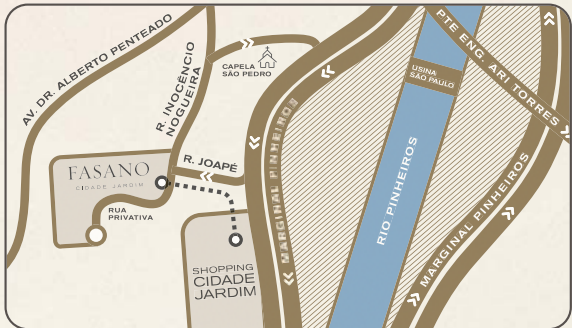 AV. DR. ALBERTO PENTEADO
R. INOCÊNCIO
NOGUEIRA
CAPELA
SÃO PEDRO
PTE ENG. ARI TORRES
USINA
SÃO PAULO
R. JOAPÉ
FASANO
CIDADE JARDIM
RUA
PRIVATIVA
MARGINAL PINHEIROS
RIO PINHEIROS
MARGINAL PINHEIROS
SHOPPING
CIDADE
JARDIM